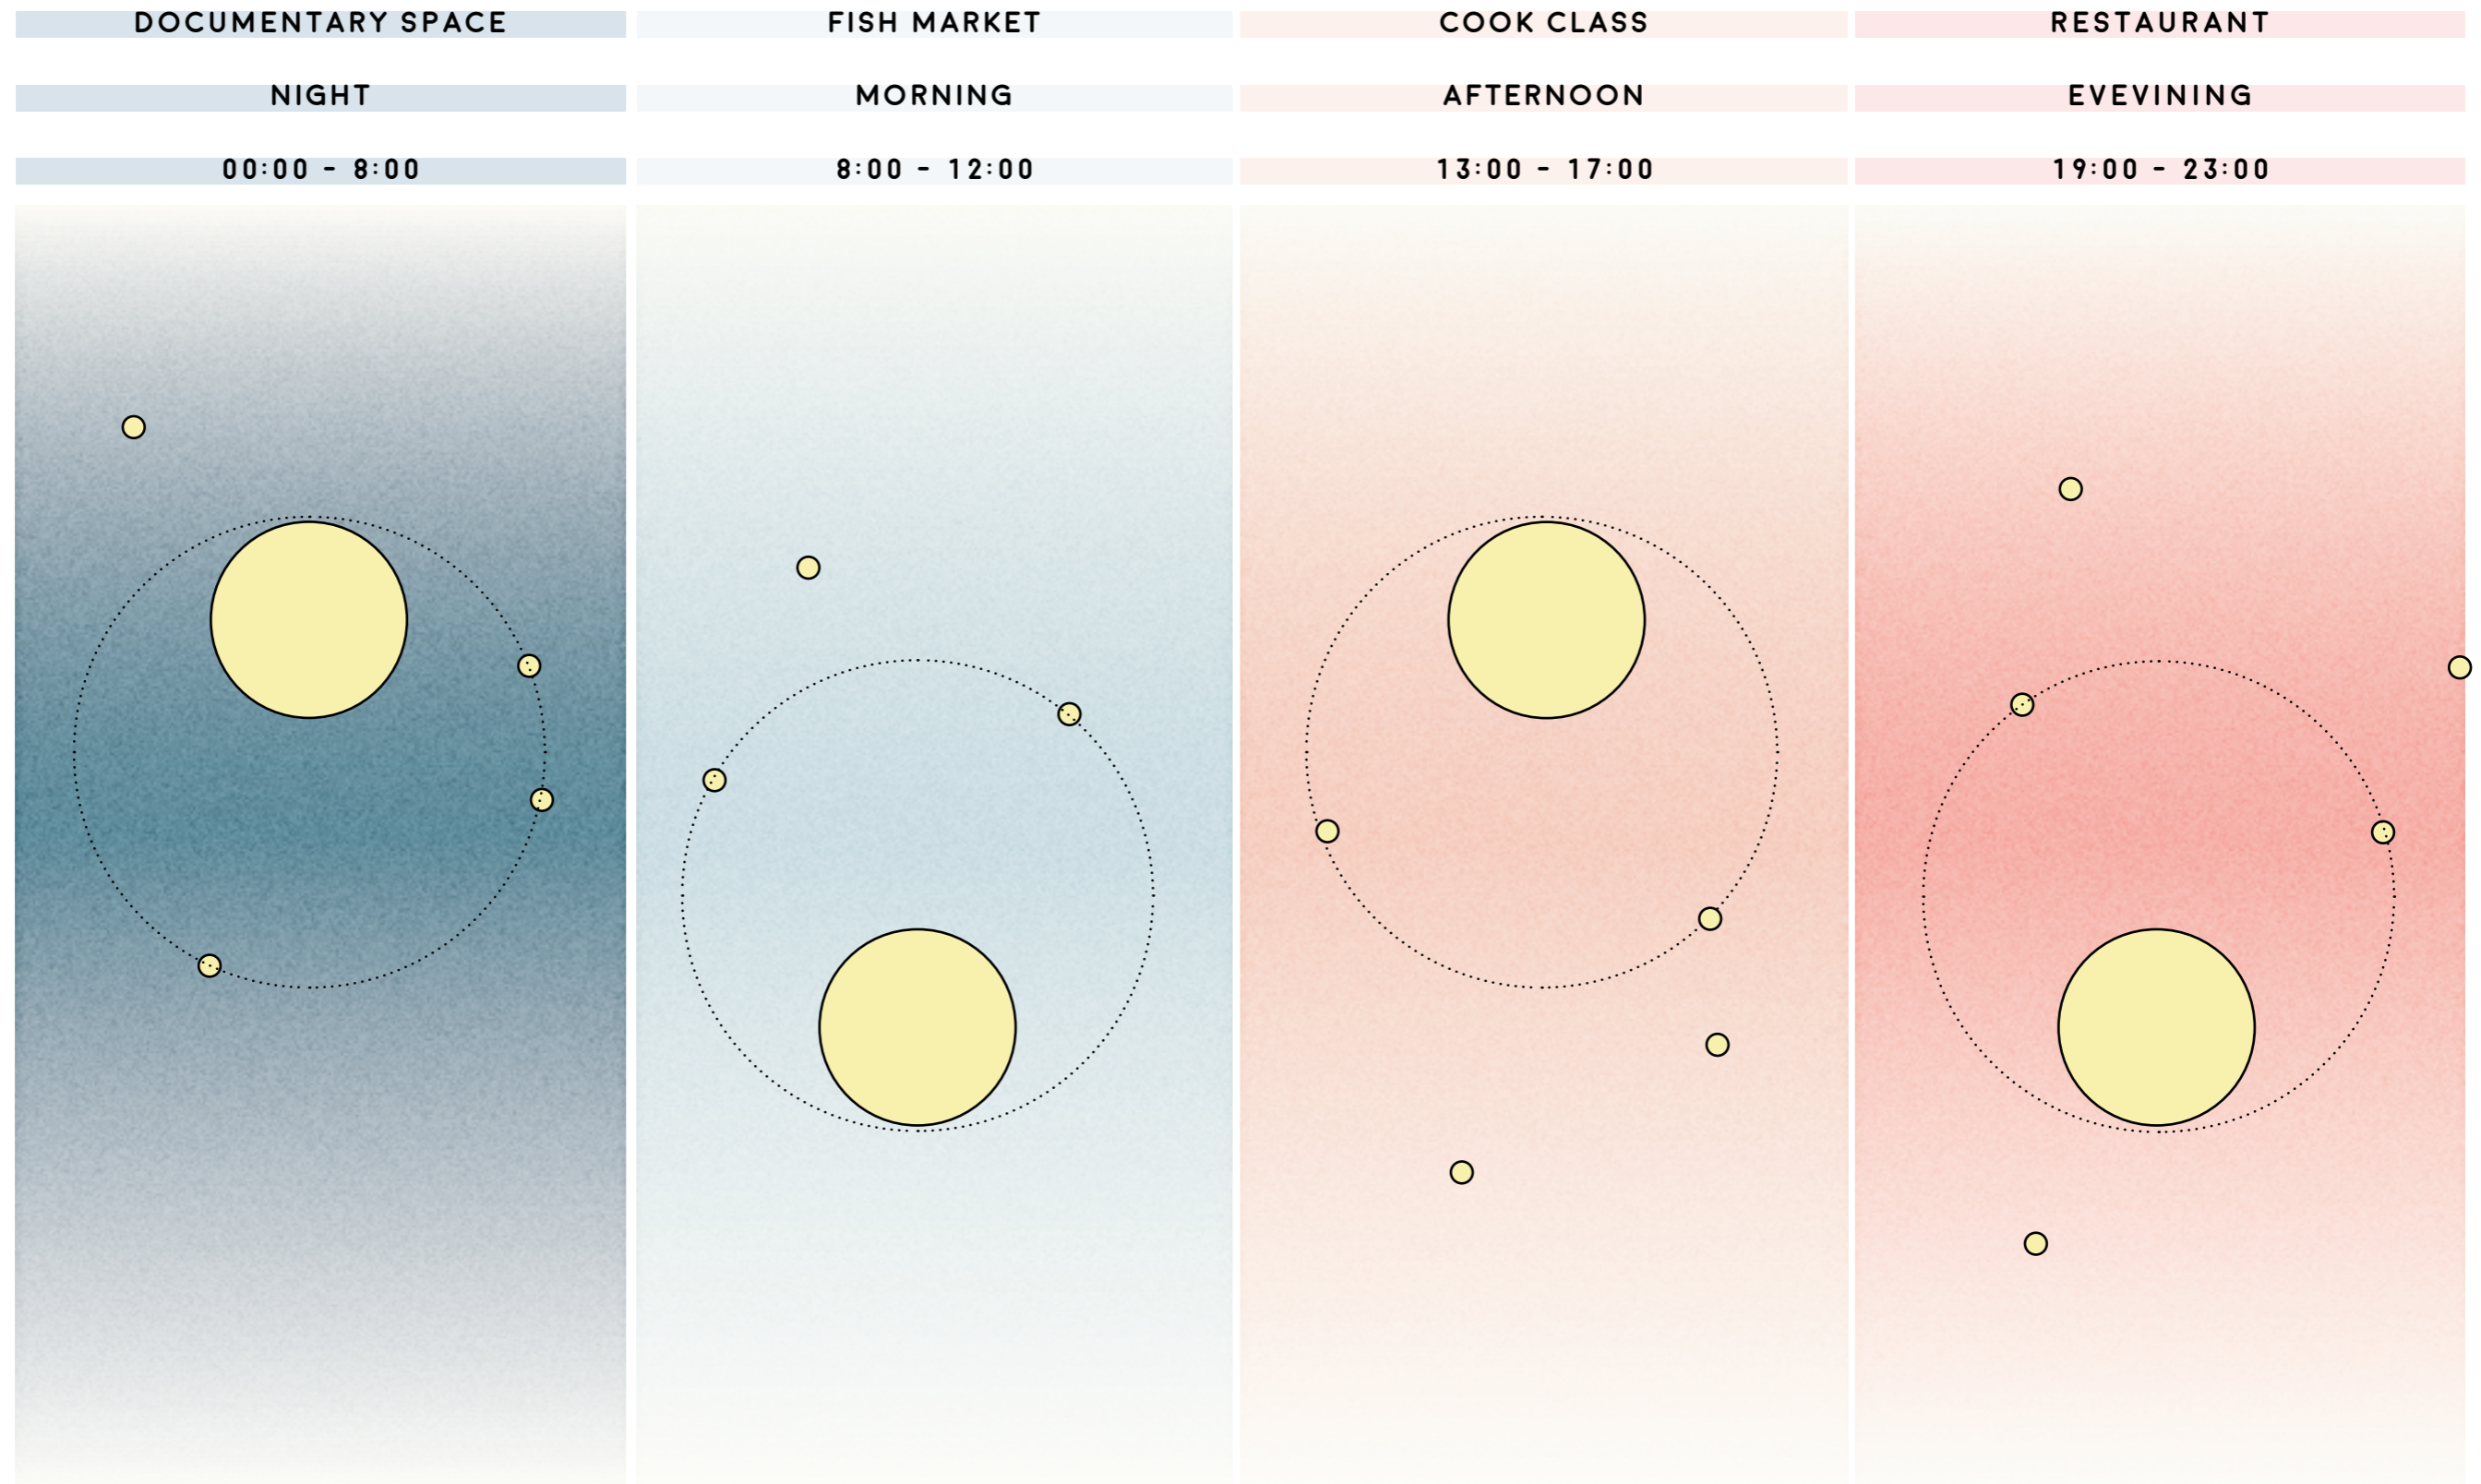 DOCUMENTARY SPACE
FISH MARKET
COOK CLASS
RESTAURANT
NIGHT
MORNING
AFTERNOON
EVEVINING
00:00 - 8:00
8:00 - 12:00
13:00 - 17:00
19:00 - 23:00